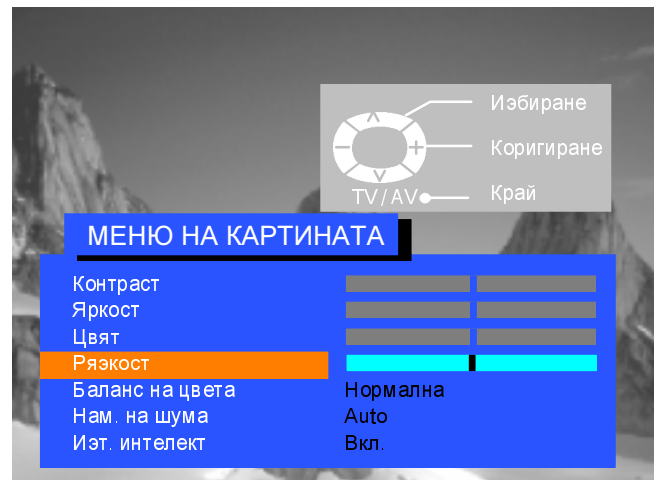 Иэбиране
Коригиране
TV/AV Край
МЕНЮ НА КАРТИНАТА
Контраст
Яркост
Цвят
Ряэкост
Баланс на цвета Нормална
Нам. на шума Auto
Иэт. интелект Вкл.